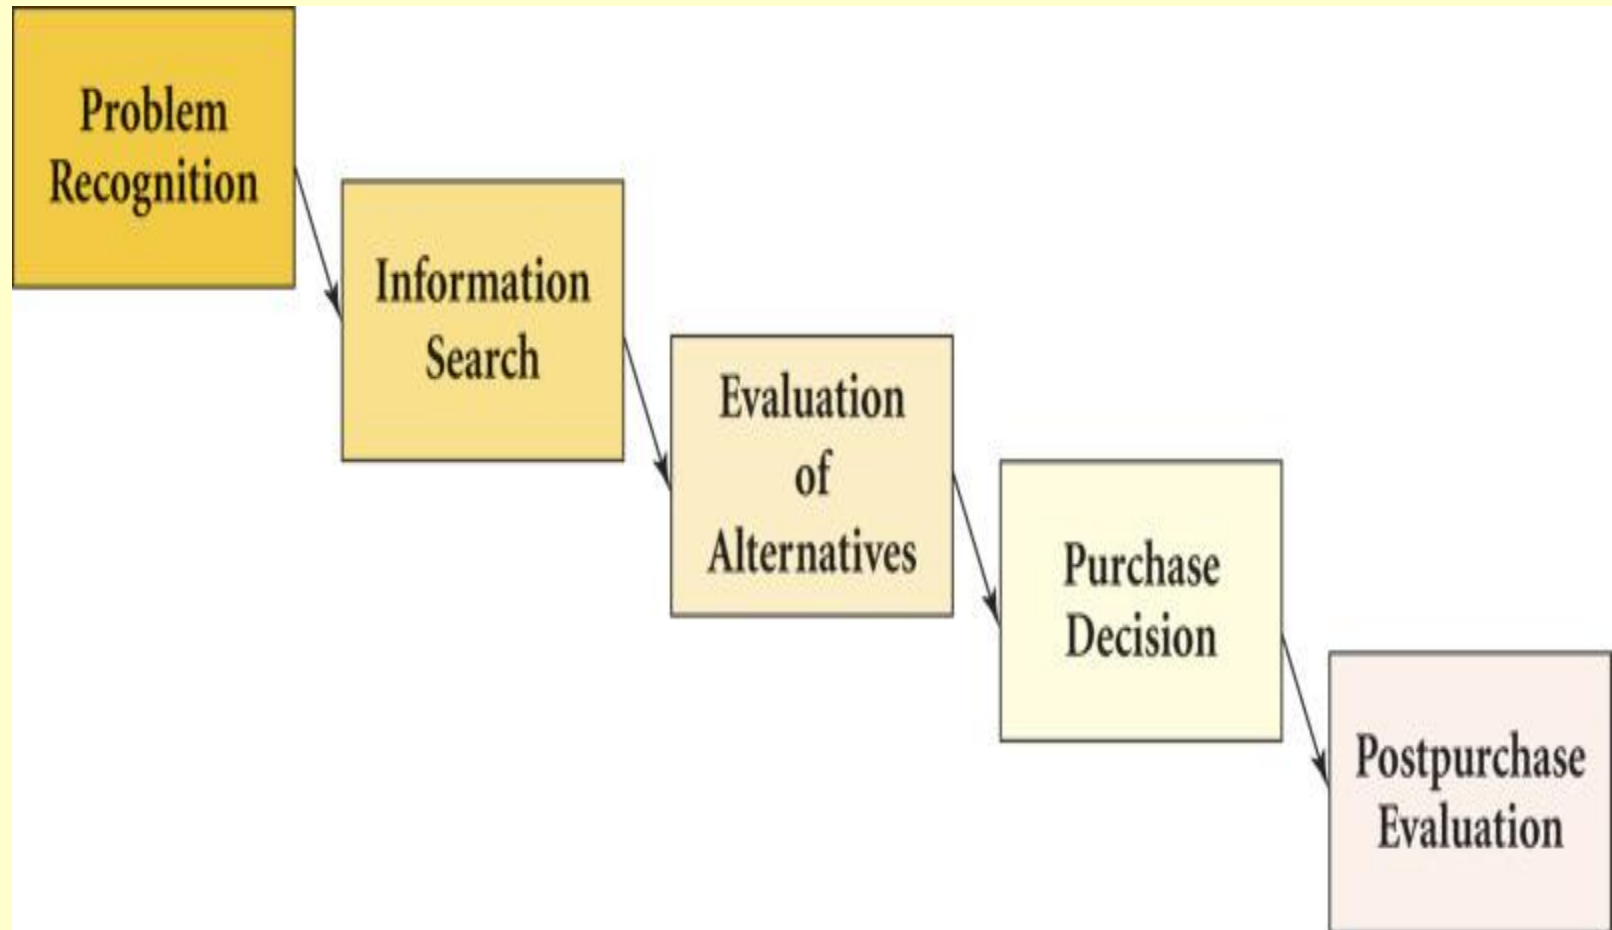 Problem
Recognition
Information
Search
Evaluation
of
Alternatives
Purchase
Decision
Postpurchase
Evaluation